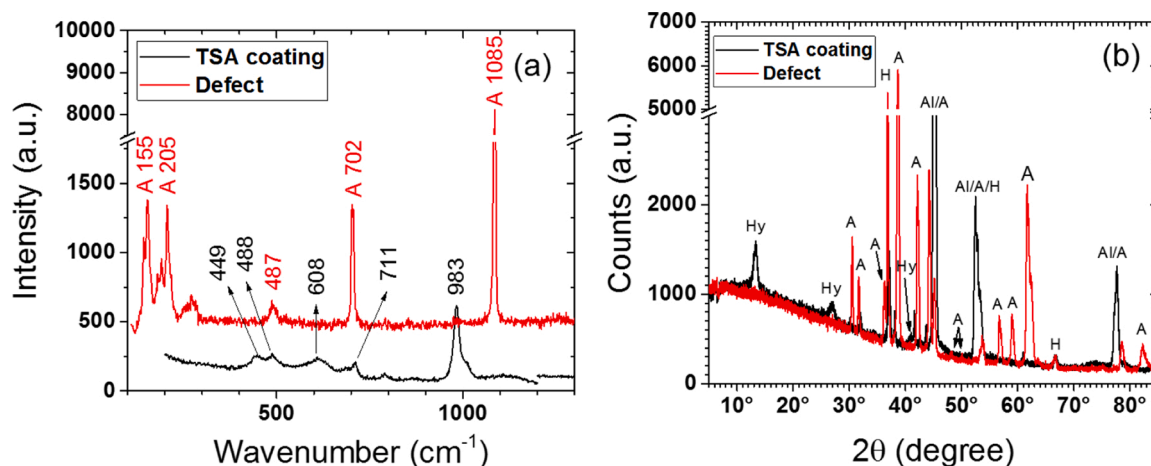 10000
9000
8000
1500
1000
500
0
Intensity (a.u.)
TSA coating
Defect
(a)
A 155
A 205
449
488
487
608
A 702
711
983
A 1085
500
1000
Wavenumber (cm-1)
7000
6000
5000
2000
1000
0
Counts (a.u.)
TSA coating
Defect
(b)
Hy
Hy
A
A
A
H
A
Hy
A
Al/A
A
Al/A/H
A
A
A
H
Al/A
A
10°
20°
30°
40°
50°
60°
70°
80°
2θ (degree)